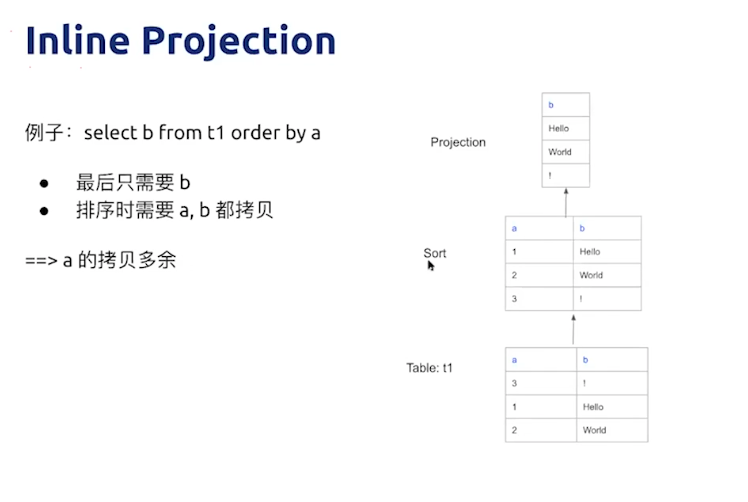 Inline Projection
例子：select b from t1 order by a
● 最后只需要 b
● 排序时需要 a, b 都拷贝
==> a 的拷贝多余
Projection
b
Hello
World
!
Sort
a b
1 Hello
2 World
3 !
Table: t1
a b
3 !
1 Hello
2 World